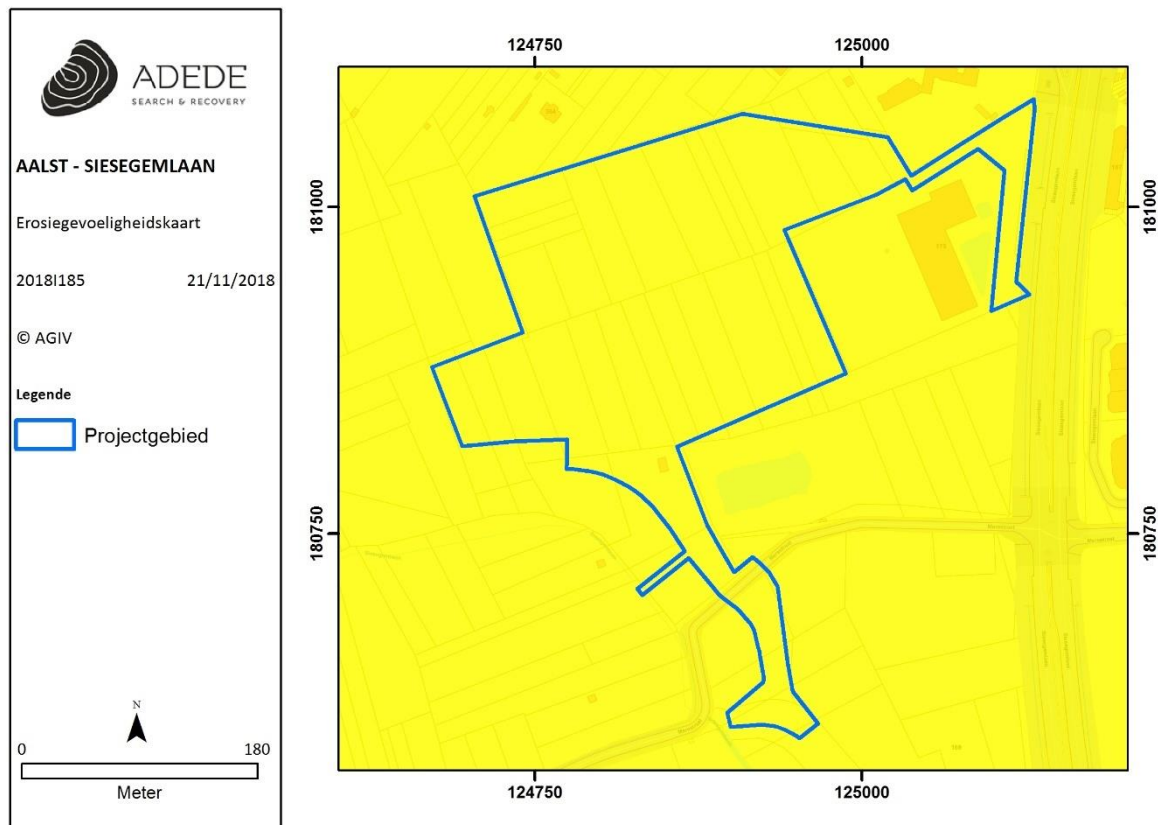 ADEDE
SEARCH & RECOVERY
AALST - SIESEGEMLAAN
Erosiegevoeligheidskaart
2018I185 21/11/2018
© AGIV
Legende
Projectgebied
N
0 180
Meter
124750 125000
181000 181000
180750 180750
124750 125000